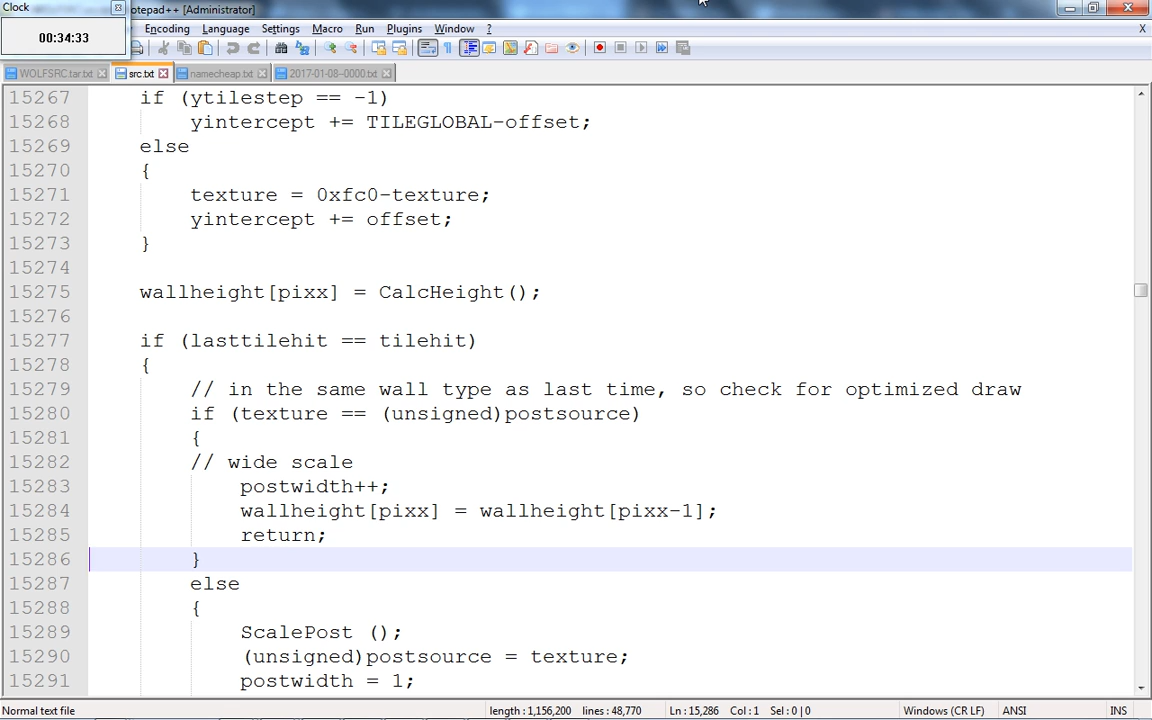 Clock
otepad++ [Administrator]
00:34:33
Encoding Language Settings Macro Run Plugins Window ?
X
WOLFSRC.tar.txt src.txt namecheap.txt 2017-01-08--0000.txt
15267 if (ytilestep == -1)
15268 yintercept += TILEGLOBAL-offset;
15269 else
15270 {
15271 texture = 0xfc0-texture;
15272 yintercept += offset;
15273 }
15274
15275 wallheight[pixx] = CalcHeight();
15276
15277 if (lasttilehit == tilehit)
15278 {
15279 // in the same wall type as last time, so check for optimized draw
15280 if (texture == (unsigned)postsource)
15281 {
15282 // wide scale
15283 postwidth++;
15284 wallheight[pixx] = wallheight[pixx-1];
15285 return;
15286 }
15287 else
15288 {
15289 ScalePost ();
15290 (unsigned)postsource = texture;
15291 postwidth = 1;
Normal text file length : 1,156,200 lines : 48,770 Ln : 15,286 Col : 1 Sel : 0 | 0 Windows (CR LF) ANSI INS